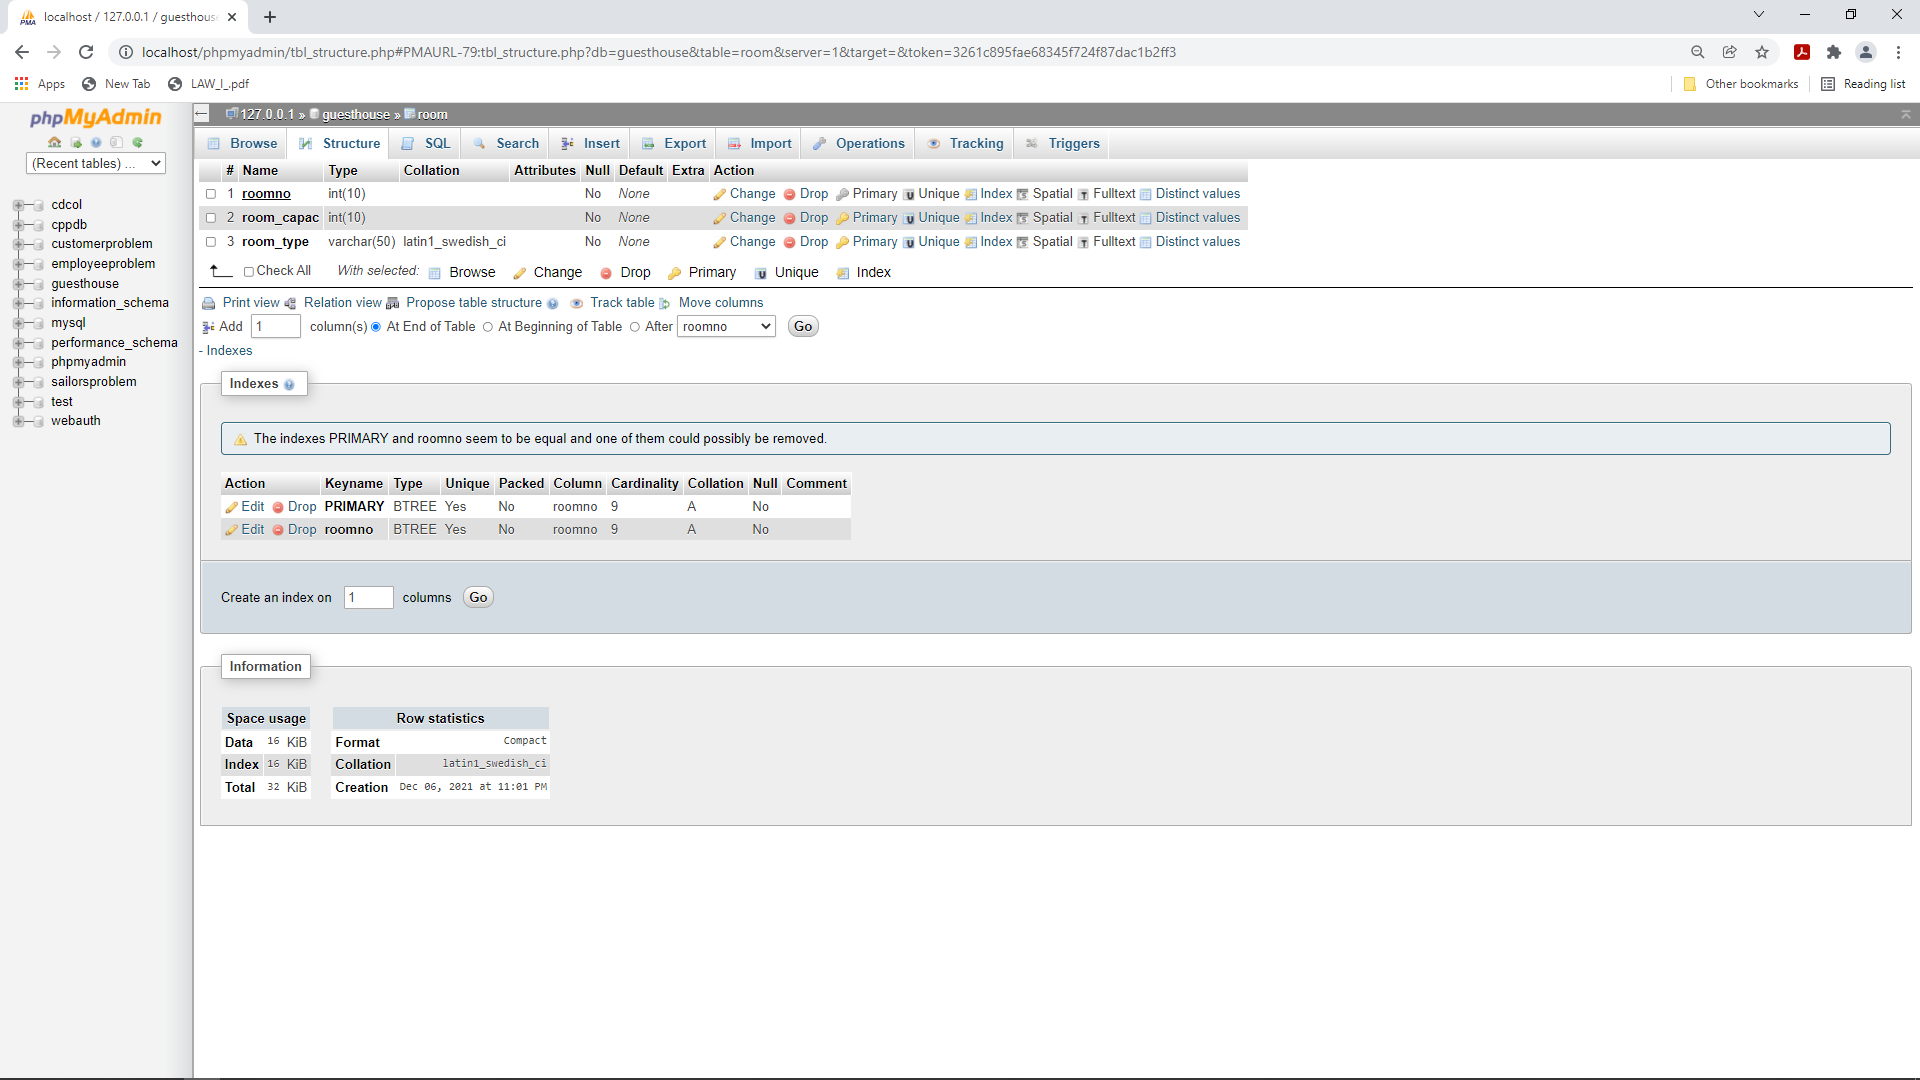 localhost / 127.0.0.1 / guesthouse
localhost/phpmyadmin/tbl_structure.php#PMAURL-79:tbl_structure.php?db=guesthouse&table=room&server=1&target=&token=3261c895fae68345f724f87dac1b2ff3
Apps New Tab LAW_I_.pdf Other bookmarks Reading list
phpMyAdmin
(Recent tables) ...
cdcol
cppdb
customerproblem
employeeproblem
guesthouse
information_schema
mysql
performance_schema
phpmyadmin
sailorsproblem
test
webauth
127.0.0.1 » guesthouse » room
Browse Structure SQL Search Insert Export Import Operations Tracking Triggers
# Name Type Collation Attributes Null Default Extra Action
1 roomno int(10) No None Change Drop Primary Unique Index Spatial Fulltext Distinct values
2 room_capac int(10) No None Change Drop Primary Unique Index Spatial Fulltext Distinct values
3 room_type varchar(50) latin1_swedish_ci No None Change Drop Primary Unique Index Spatial Fulltext Distinct values
Check All With selected: Browse Change Drop Primary Unique Index
Print view Relation view Propose table structure Track table Move columns
Add 1 column(s) At End of Table At Beginning of Table After roomno Go
- Indexes
Indexes
The indexes PRIMARY and roomno seem to be equal and one of them could possibly be removed.
Action Keyname Type Unique Packed Column Cardinality Collation Null Comment
Edit Drop PRIMARY BTREE Yes No roomno 9 A No
Edit Drop roomno BTREE Yes No roomno 9 A No
Create an index on 1 columns Go
Information
Space usage
Data 16 KiB
Index 16 KiB
Total 32 KiB
Row statistics
Format Compact
Collation latin1_swedish_ci
Creation Dec 06, 2021 at 11:01 PM